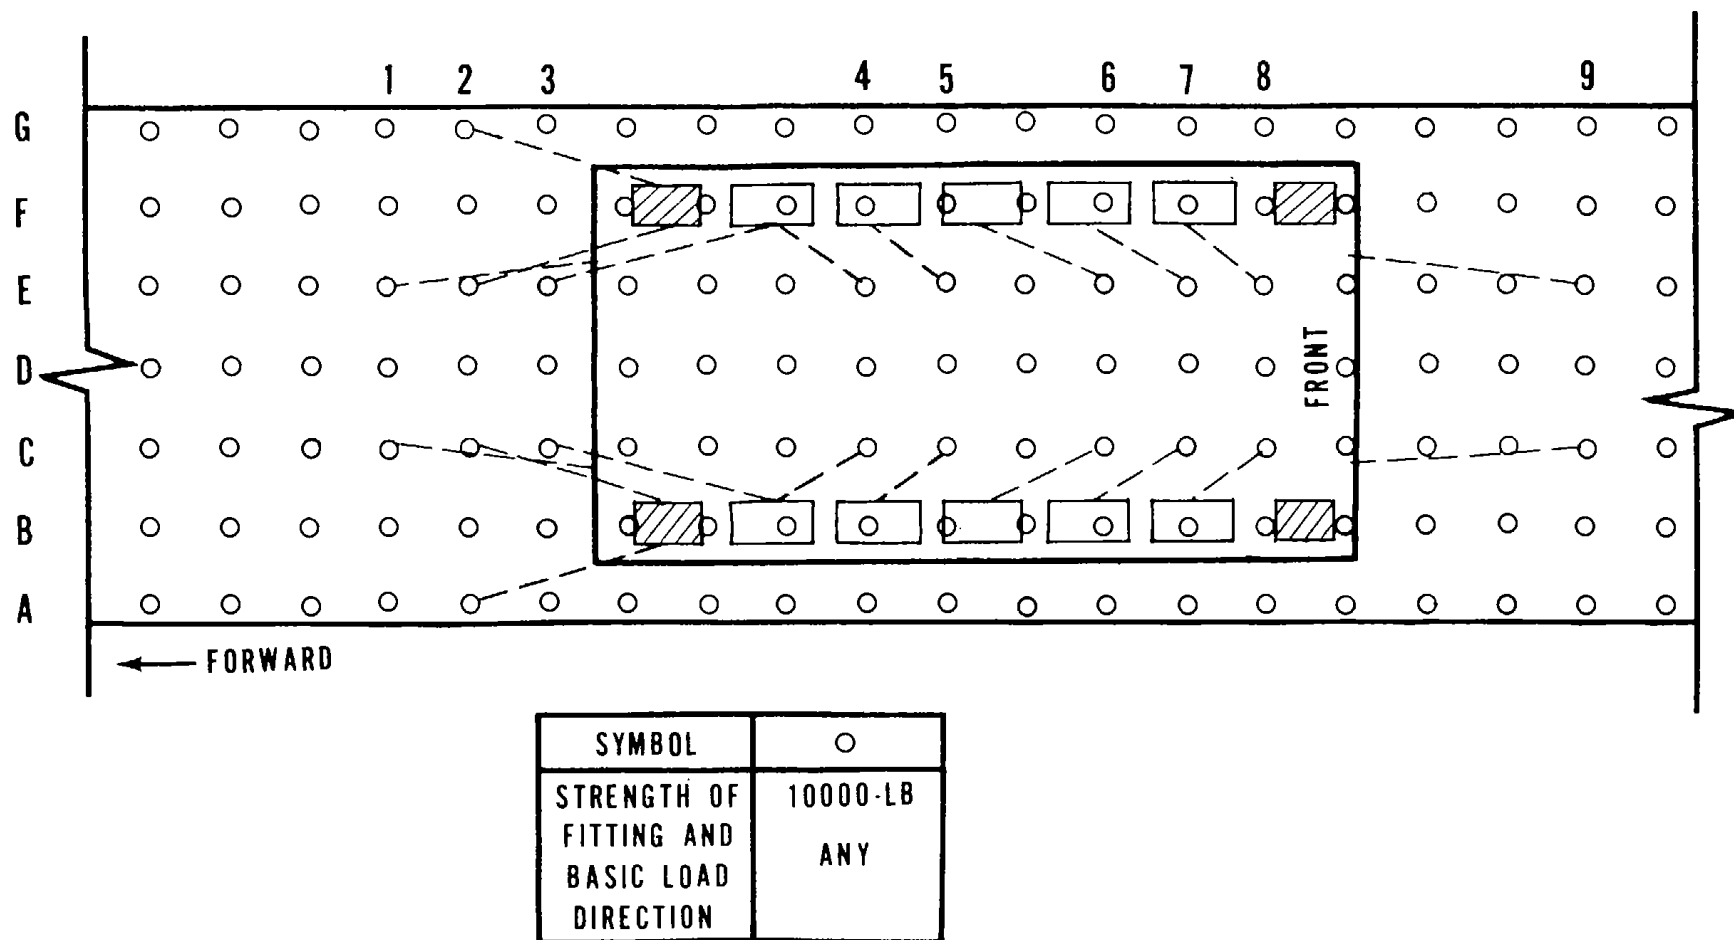 1 2 3 4 5 6 7 8 9
G
F
E
D
C
B
A
FRONT
FORWARD
SYMBOL
STRENGTH OF FITTING AND BASIC LOAD DIRECTION
10000-LB
ANY